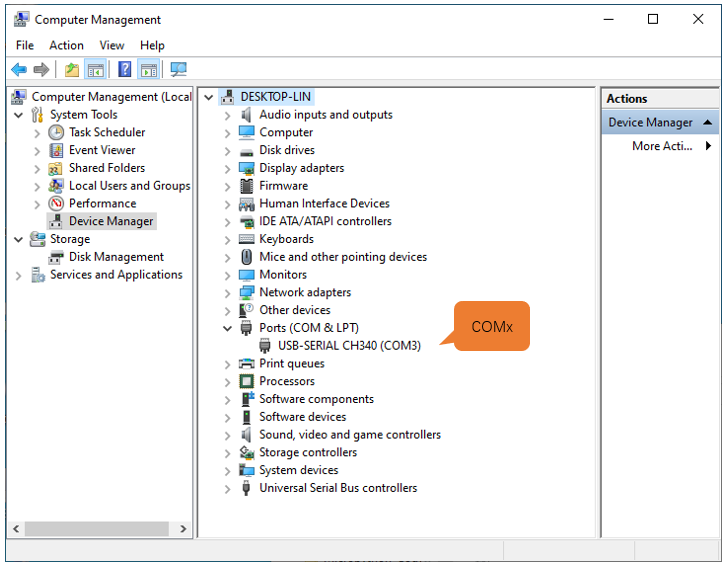 Computer Management
File Action View Help
Computer Management (Local
System Tools
Task Scheduler
Event Viewer
Shared Folders
Local Users and Groups
Performance
Device Manager
Storage
Disk Management
Services and Applications
DESKTOP-LIN
Audio inputs and outputs
Computer
Disk drives
Display adapters
Firmware
Human Interface Devices
IDE ATA/ATAPI controllers
Keyboards
Mice and other pointing devices
Monitors
Network adapters
Other devices
Ports (COM & LPT)
USB-SERIAL CH340 (COM3)
Print queues
Processors
Software components
Software devices
Sound, video and game controllers
Storage controllers
System devices
Universal Serial Bus controllers
COMx
Actions
Device Manager
More Acti...